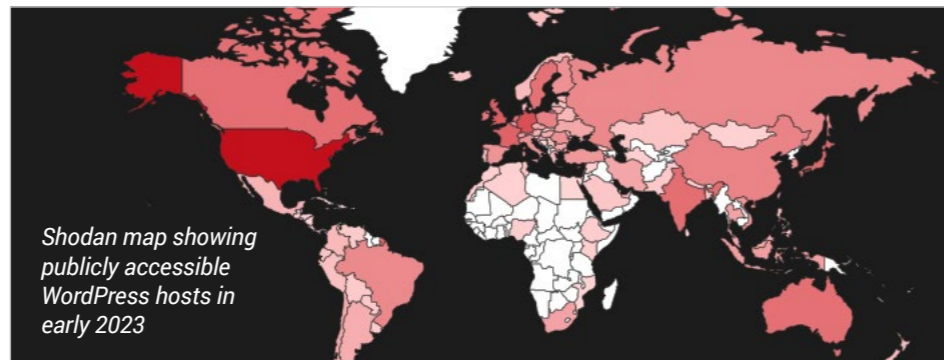 Shodan map showing
publicly accessible
WordPress hosts in
early 2023